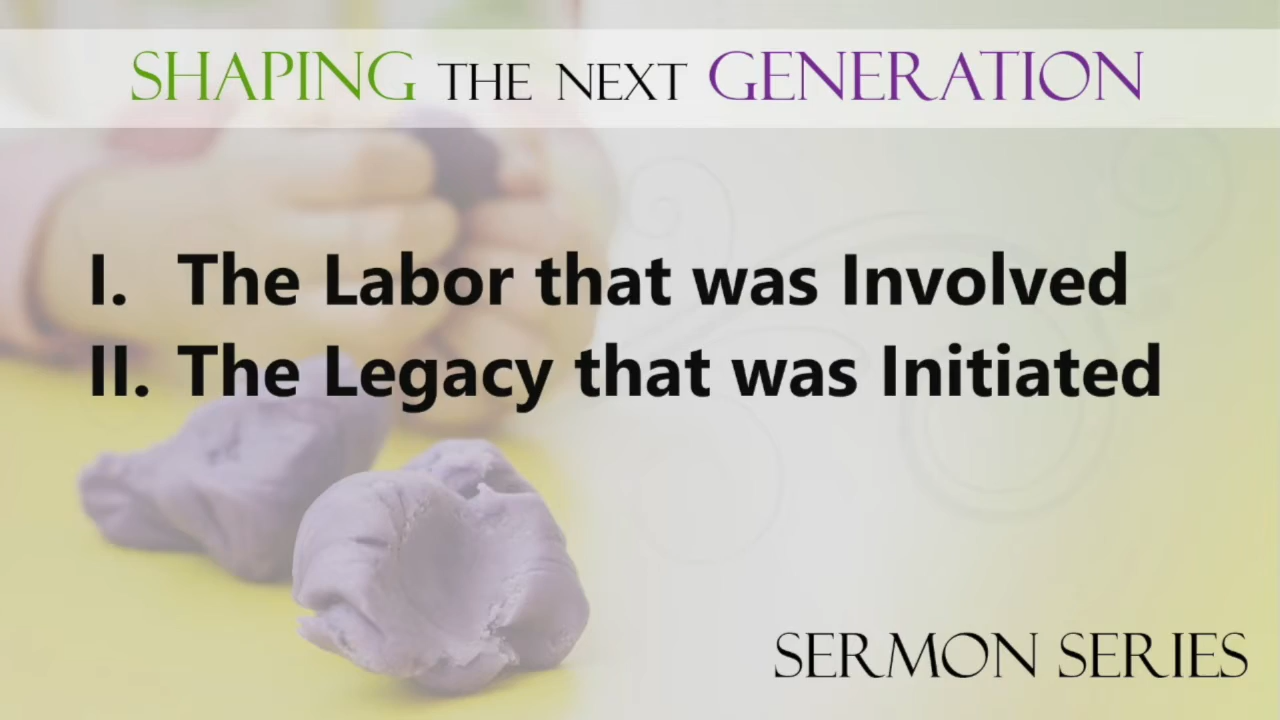 SHAPING THE NEXT GENERATION
I. The Labor that was Involved
II. The Legacy that was Initiated
SERMON SERIES